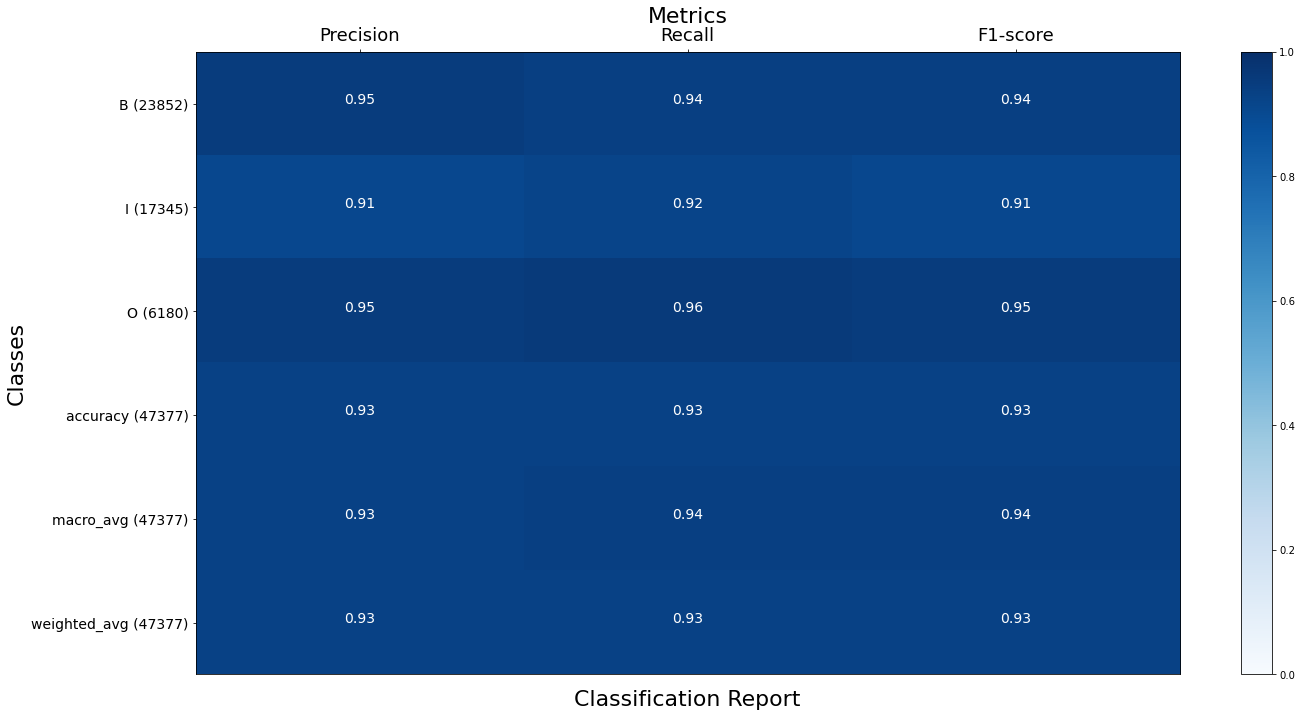 Metrics
Precision Recall F1-score
B (23852) 0.95 0.94 0.94
I (17345) 0.91 0.92 0.91
O (6180) 0.95 0.96 0.95
accuracy (47377) 0.93 0.93 0.93
macro_avg (47377) 0.93 0.94 0.94
weighted_avg (47377) 0.93 0.93 0.93
Classes
Classification Report
1.0
0.8
0.6
0.4
0.2
0.0